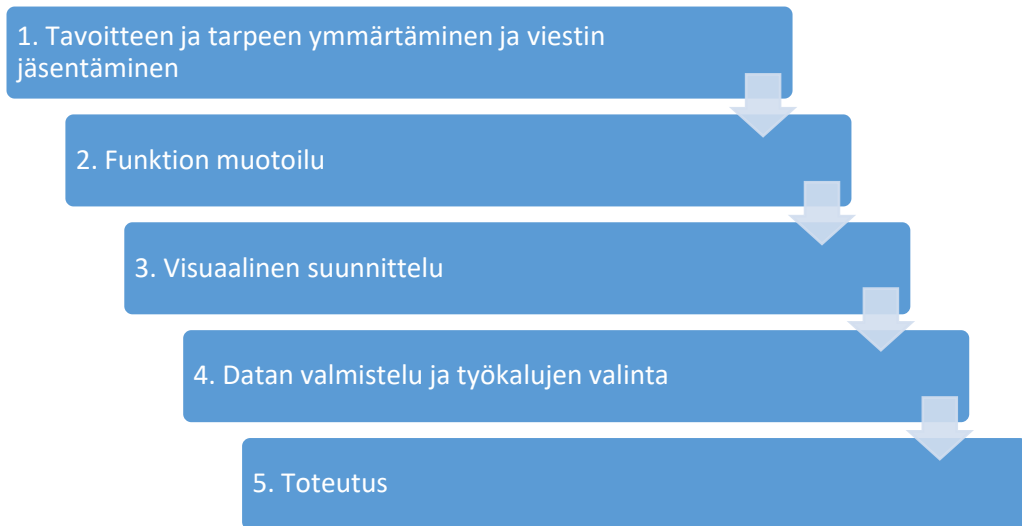 1. Tavoitteen ja tarpeen ymmärtäminen ja viestin
jäsentäminen
2. Funktion muotoilu
3. Visuaalinen suunnittelu
4. Datan valmistelu ja työkalujen valinta
5. Toteutus